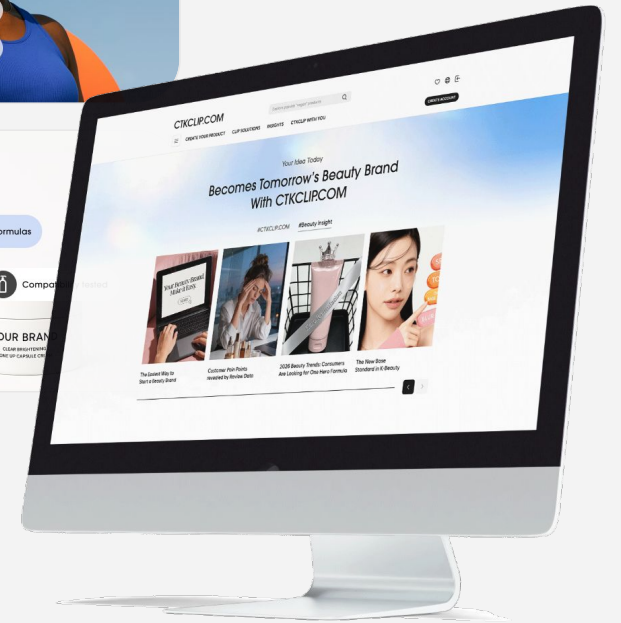 CTKCLIP.COM
CREATE ACCOUNT
CREATE YOUR PRODUCT CLIP SOLUTIONS INSIGHTS CTKCLIP WITH YOU
Your Idea Today
Becomes Tomorrow's Beauty Brand
With CTKCLIP.COM
#CTKCLIP.COM #Beauty Insight
Your Beauty Brand
Make it Easy.
The Easiest Way to
Start a Beauty Brand
Customer Pain Points
revealed by Review Data
2026 Beauty Trends: Consumers
Are Looking for One Hero Formula
The New Base
Standard in K-Beauty
ormulas
OUR BRAN
CLEAR BRIGHTENING